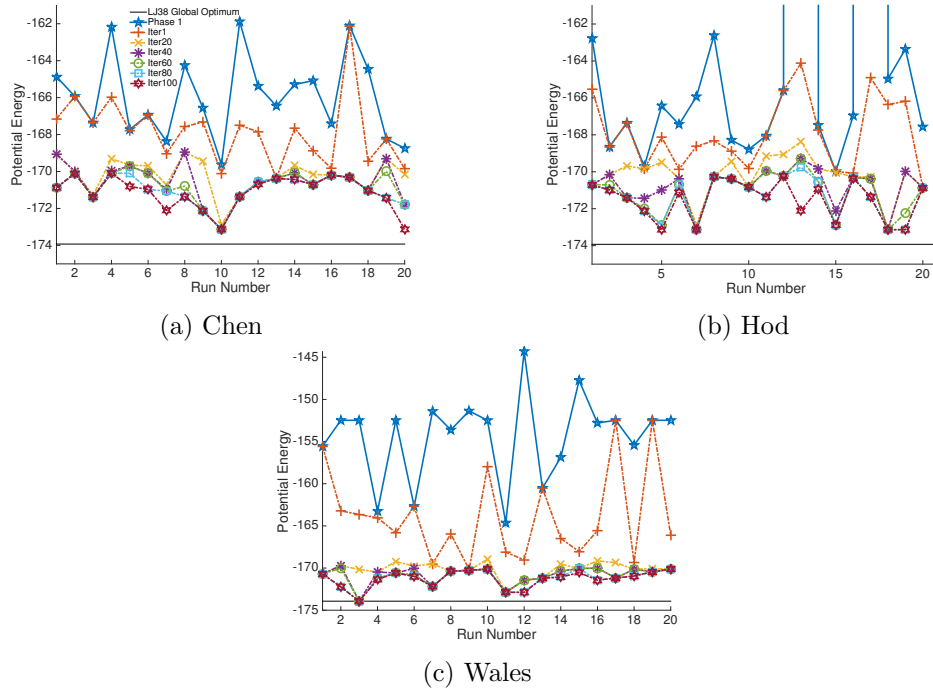 -162
-164
-166
-168
-170
-172
-174
Potential Energy
2 4 6 8 10 12 14 16 18 20
Run Number
LJ38 Global Optimum
Phase 1
Iter1
Iter20
Iter40
Iter60
Iter80
Iter100
(a) Chen
-162
-164
-166
-168
-170
-172
-174
Potential Energy
5 10 15 20
Run Number
(b) Hod
-145
-150
-155
-160
-165
-170
-175
Potential Energy
2 4 6 8 10 12 14 16 18 20
Run Number
(c) Wales